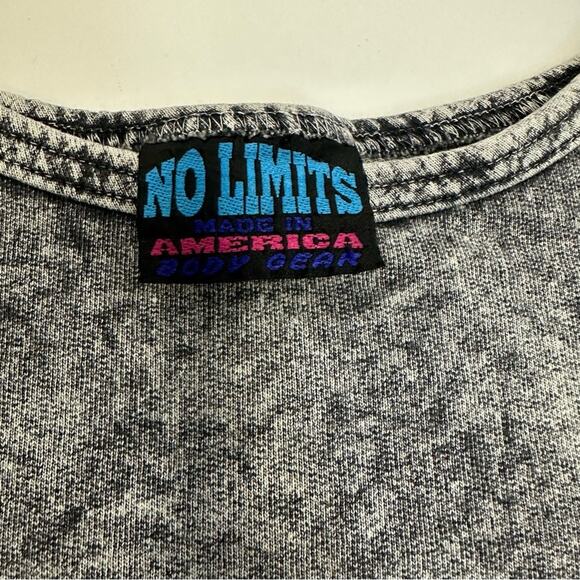 NO LIMITS
MADE IN
AMERICA
BODY GEAR